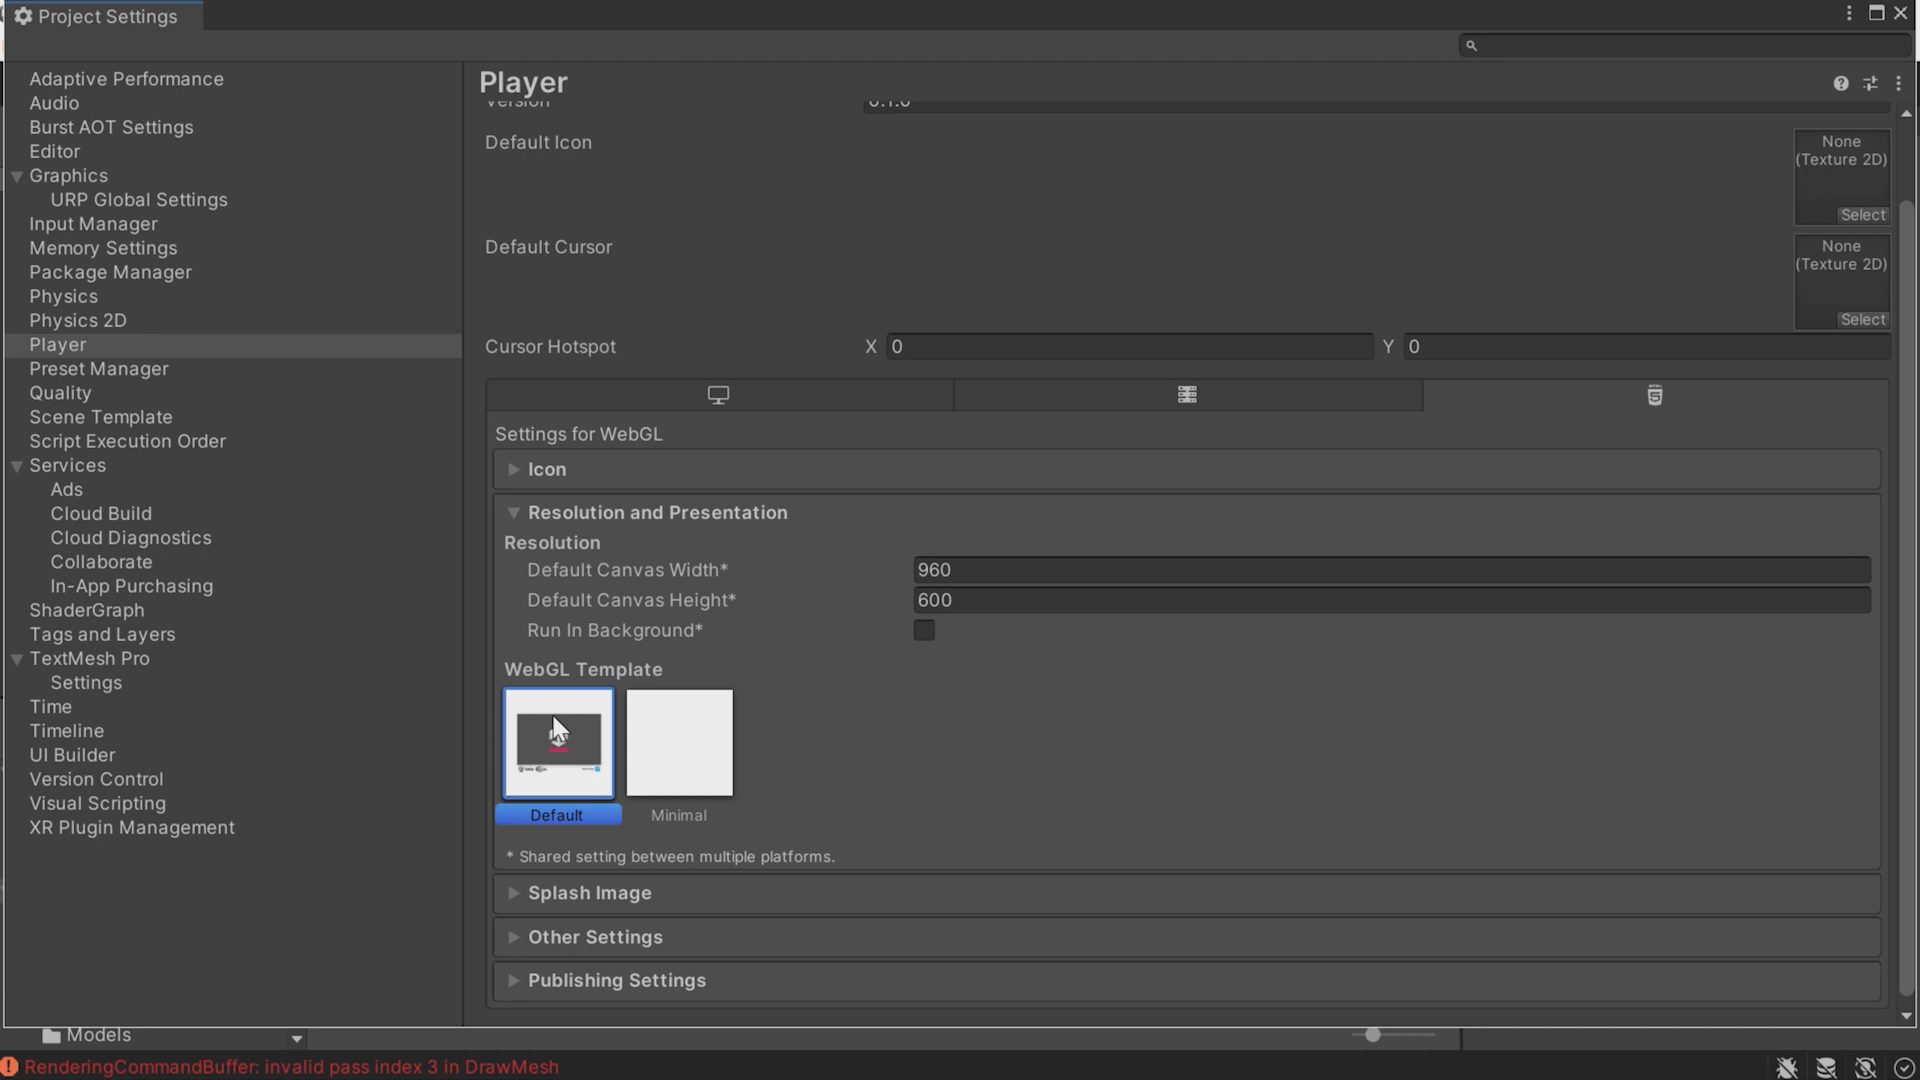 Project Settings
Adaptive Performance
Audio
Burst AOT Settings
Editor
Graphics
URP Global Settings
Input Manager
Memory Settings
Package Manager
Physics
Physics 2D
Player
Preset Manager
Quality
Scene Template
Script Execution Order
Services
Ads
Cloud Build
Cloud Diagnostics
Collaborate
In-App Purchasing
ShaderGraph
Tags and Layers
TextMesh Pro
Settings
Time
Timeline
UI Builder
Version Control
Visual Scripting
XR Plugin Management
Player
Version 0.1.0
Default Icon
None
(Texture 2D)
Select
Default Cursor
None
(Texture 2D)
Select
Cursor Hotspot X 0 Y 0
Settings for WebGL
Icon
Resolution and Presentation
Resolution
Default Canvas Width* 960
Default Canvas Height* 600
Run In Background*
WebGL Template
Default Minimal
* Shared setting between multiple platforms.
Splash Image
Other Settings
Publishing Settings
Models
RenderingCommandBuffer: invalid pass index 3 in DrawMesh